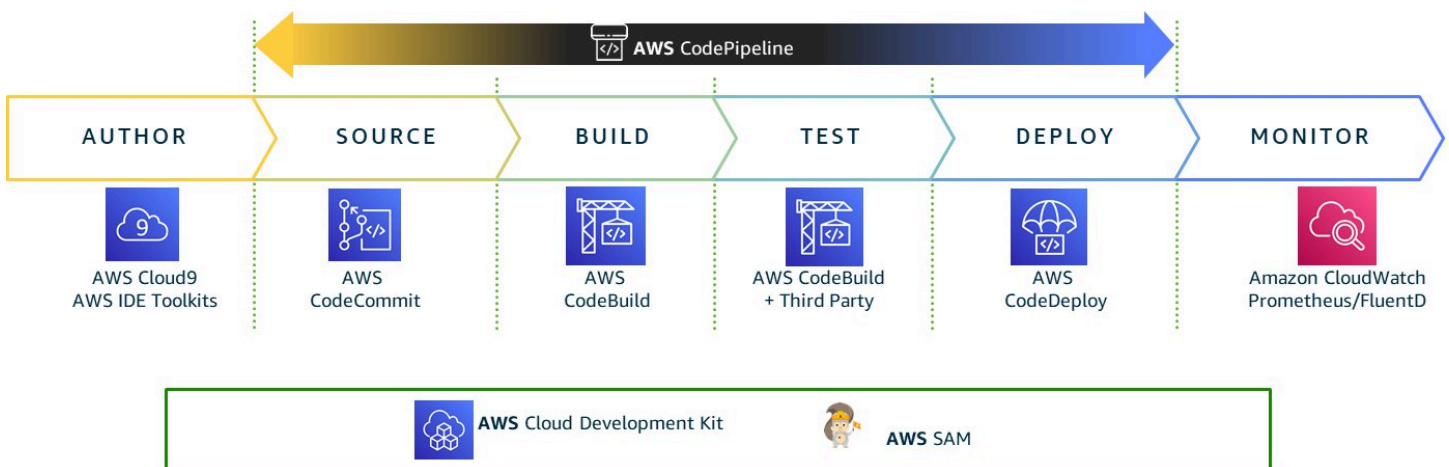 AWS CodePipeline
AUTHOR
SOURCE
BUILD
TEST
DEPLOY
MONITOR
9
</>
</>
</>
</>
AWS Cloud9
AWS IDE Toolkits
AWS
CodeCommit
AWS
CodeBuild
AWS CodeBuild
+ Third Party
AWS
CodeDeploy
Amazon CloudWatch
Prometheus/FluentD
AWS Cloud Development Kit
AWS SAM